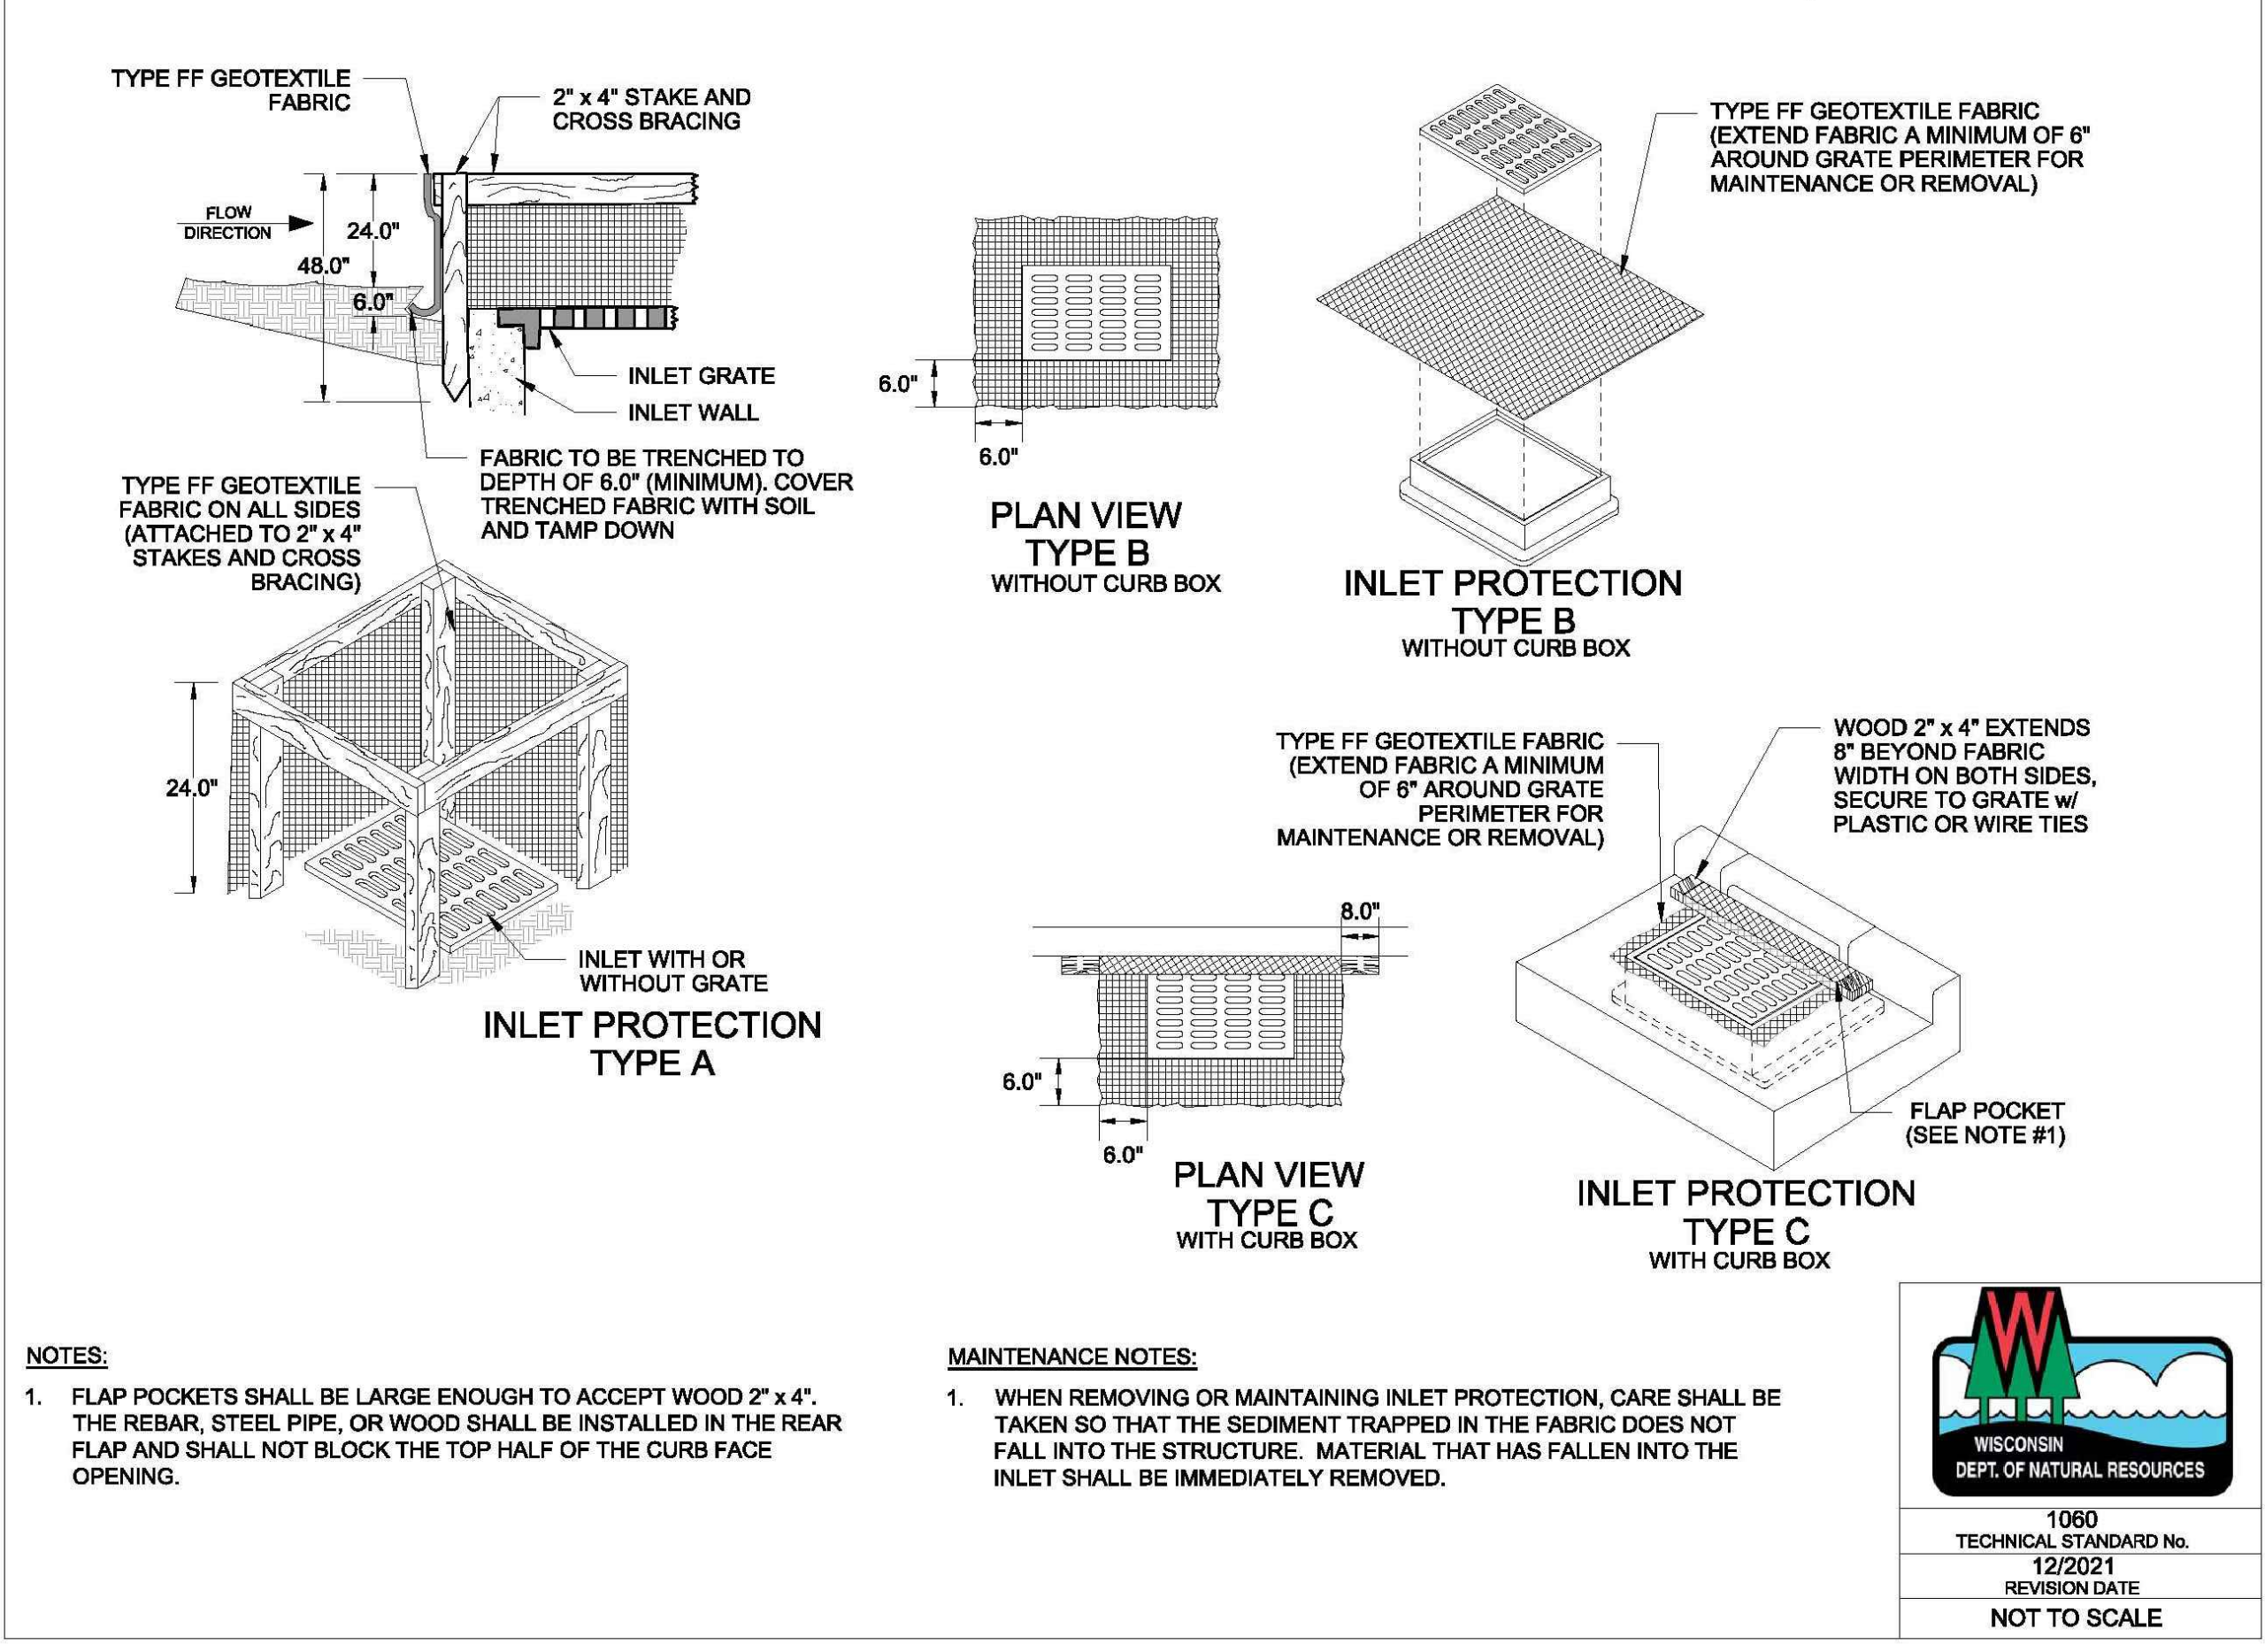 TYPE FF GEOTEXTILE
FABRIC
2" x 4" STAKE AND
CROSS BRACING
FLOW
DIRECTION
24.0"
48.0"
6.0"
INLET GRATE
INLET WALL
FABRIC TO BE TRENCHED TO
DEPTH OF 6.0" (MINIMUM). COVER
TRENCHED FABRIC WITH SOIL
AND TAMP DOWN
TYPE FF GEOTEXTILE
FABRIC ON ALL SIDES
(ATTACHED TO 2" x 4"
STAKES AND CROSS
BRACING)
24.0"
INLET WITH OR
WITHOUT GRATE
INLET PROTECTION
TYPE A
6.0"
6.0"
PLAN VIEW
TYPE B
WITHOUT CURB BOX
TYPE FF GEOTEXTILE FABRIC
(EXTEND FABRIC A MINIMUM OF 6"
AROUND GRATE PERIMETER FOR
MAINTENANCE OR REMOVAL)
INLET PROTECTION
TYPE B
WITHOUT CURB BOX
8.0"
6.0"
6.0"
PLAN VIEW
TYPE C
WITH CURB BOX
TYPE FF GEOTEXTILE FABRIC
(EXTEND FABRIC A MINIMUM
OF 6" AROUND GRATE
PERIMETER FOR
MAINTENANCE OR REMOVAL)
WOOD 2" x 4" EXTENDS
8" BEYOND FABRIC
WIDTH ON BOTH SIDES,
SECURE TO GRATE w/
PLASTIC OR WIRE TIES
FLAP POCKET
(SEE NOTE #1)
INLET PROTECTION
TYPE C
WITH CURB BOX
NOTES:
1. FLAP POCKETS SHALL BE LARGE ENOUGH TO ACCEPT WOOD 2" x 4".
THE REBAR, STEEL PIPE, OR WOOD SHALL BE INSTALLED IN THE REAR
FLAP AND SHALL NOT BLOCK THE TOP HALF OF THE CURB FACE
OPENING.
MAINTENANCE NOTES:
1. WHEN REMOVING OR MAINTAINING INLET PROTECTION, CARE SHALL BE
TAKEN SO THAT THE SEDIMENT TRAPPED IN THE FABRIC DOES NOT
FALL INTO THE STRUCTURE. MATERIAL THAT HAS FALLEN INTO THE
INLET SHALL BE IMMEDIATELY REMOVED.
W
WISCONSIN
DEPT. OF NATURAL RESOURCES
1060
TECHNICAL STANDARD No.
12/2021
REVISION DATE
NOT TO SCALE